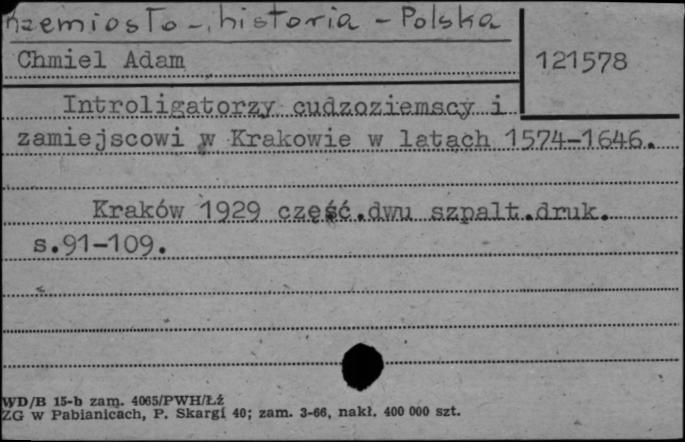 rzemiosło - historia - Polska
Chmiel Adam
121578
Introligatorzy cudzoziemscy i
zamiejscowi w Krakowie w latach 1574-1646.
Kraków 1929 część.dwu szpalt.druk.
s.91-109.
WD/B 15-b zam. 4065/PWH/Łź
ZG w Pabianicach, P. Skargi 40; zam. 3-66, nakł. 400 000 szt.